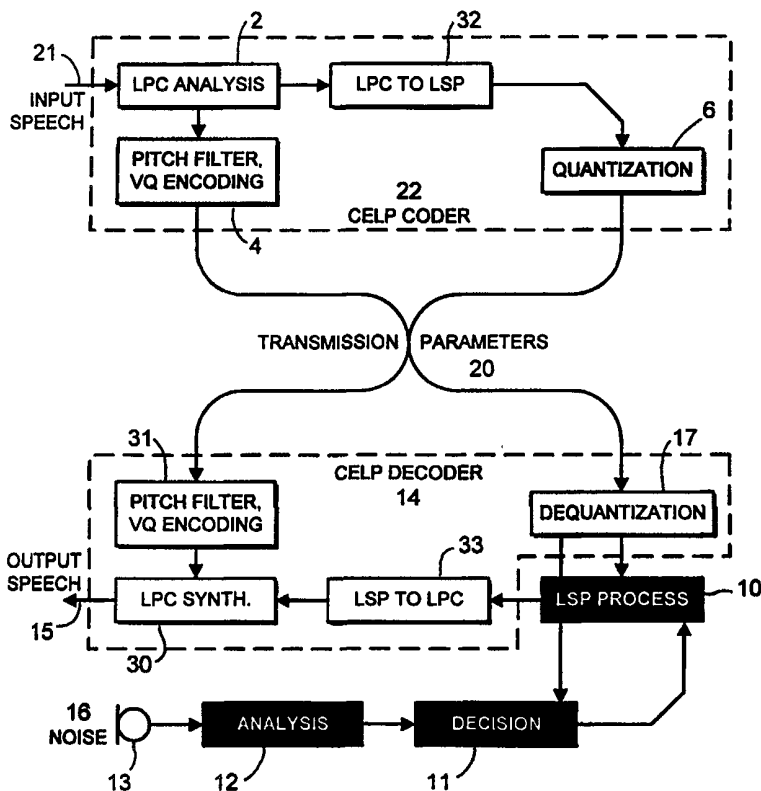 2
32
21
LPC ANALYSIS
LPC TO LSP
INPUT
SPEECH
6
PITCH FILTER,
VQ ENCODING
QUANTIZATION
22
CELP CODER
4
TRANSMISSION PARAMETERS
20
31
CELP DECODER
14
17
PITCH FILTER,
VQ ENCODING
DEQUANTIZATION
OUTPUT
SPEECH
33
LPC SYNTH.
LSP TO LPC
LSP PROCESS
10
15
30
16
NOISE
ANALYSIS
DECISION
13
12
11